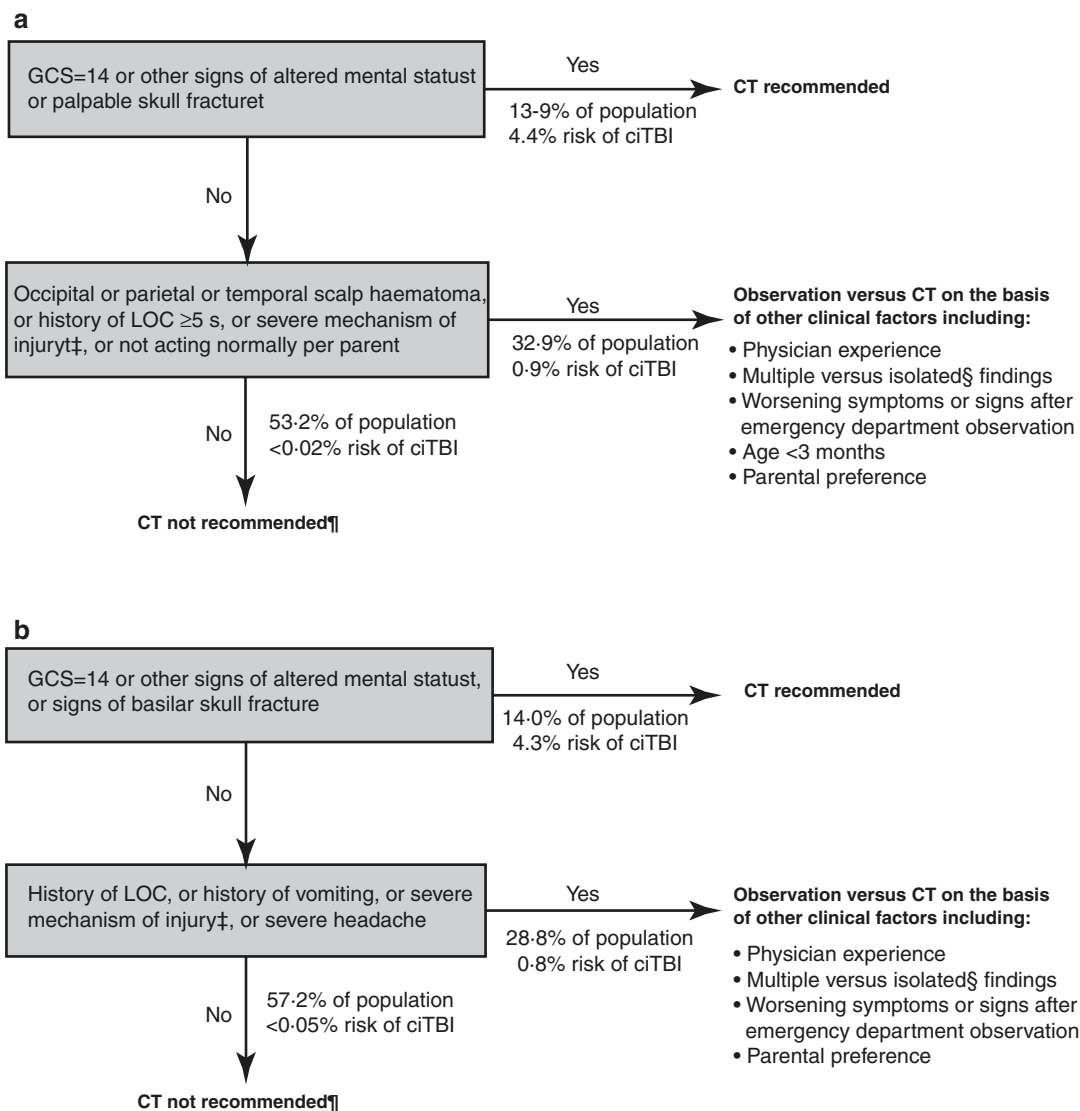 a
GCS=14 or other signs of altered mental statust
or palpable skull fracturet
Yes
13-9% of population
4.4% risk of ciTBI
CT recommended
No
Occipital or parietal or temporal scalp haematoma,
or history of LOC ≥5 s, or severe mechanism of
injuryt‡, or not acting normally per parent
Yes
32·9% of population
0·9% risk of ciTBI
Observation versus CT on the basis
of other clinical factors including:
• Physician experience
• Multiple versus isolated§ findings
• Worsening symptoms or signs after
emergency department observation
• Age <3 months
• Parental preference
No
53·2% of population
<0·02% risk of ciTBI
CT not recommended¶
b
GCS=14 or other signs of altered mental statust,
or signs of basilar skull fracture
Yes
14·0% of population
4.3% risk of ciTBI
CT recommended
No
History of LOC, or history of vomiting, or severe
mechanism of injury‡, or severe headache
Yes
28·8% of population
0·8% risk of ciTBI
Observation versus CT on the basis
of other clinical factors including:
• Physician experience
• Multiple versus isolated§ findings
• Worsening symptoms or signs after
emergency department observation
• Parental preference
No
57·2% of population
<0·05% risk of ciTBI
CT not recommended¶